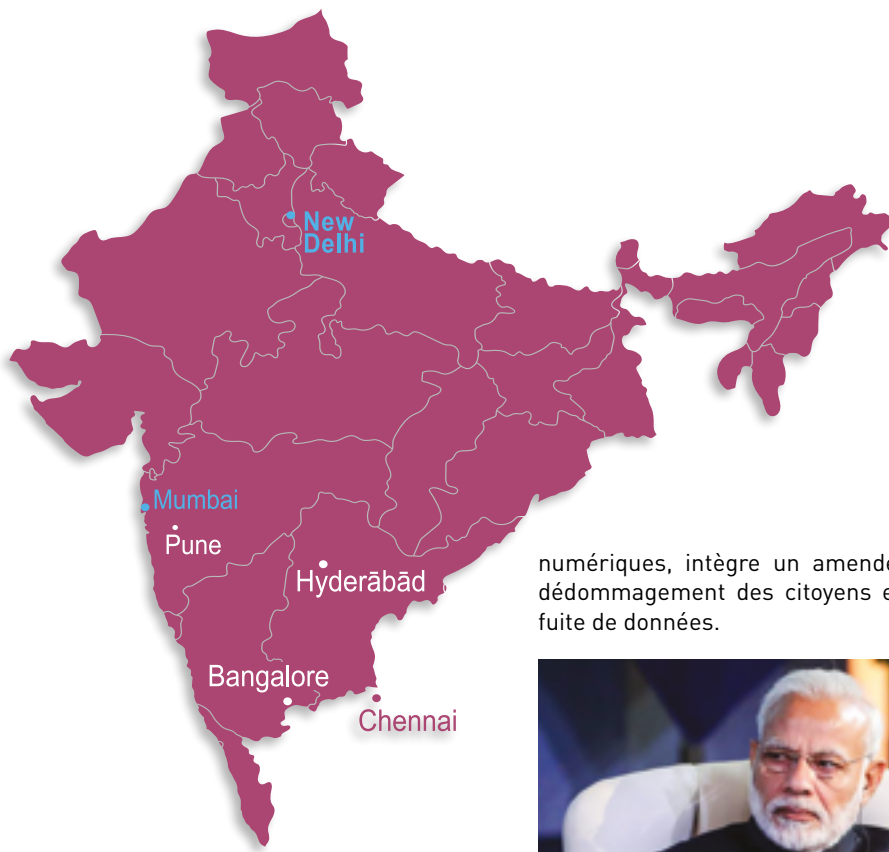 New
Delhi
Mumbai
Pune
Hyderābād
Bangalore
Chennai
numériques, intègre un amende
dédommagement des citoyens e
fuite de données.